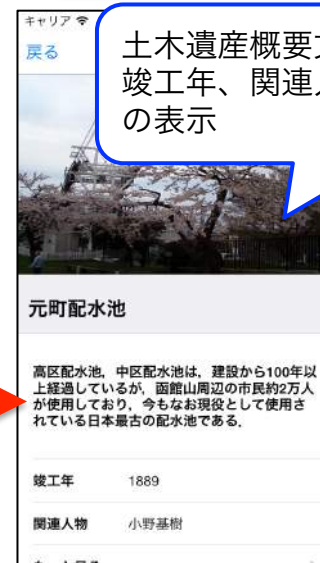 キャリア
戻る
土木遺産概要
竣工年、関連
の表示
元町配水池
高区配水池，中区配水池は，建設から100年以
上経過しているが，函館山周辺の市民約2万人
が使用しており，今もなお現役として使用さ
れている日本最古の配水池である．
竣工年 1889
関連人物 小野基樹